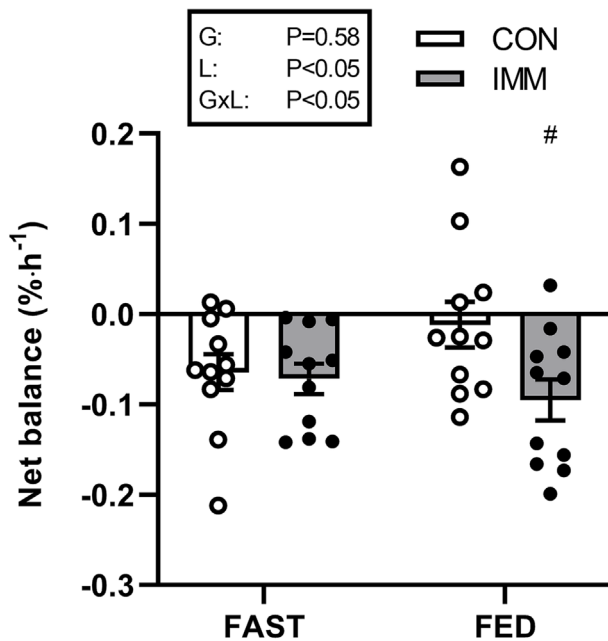 G: P=0.58
L: P<0.05
GxL: P<0.05
CON
IMM
#
Net balance (%·h⁻¹)
0.2
0.1
0.0
-0.1
-0.2
-0.3
FAST
FED